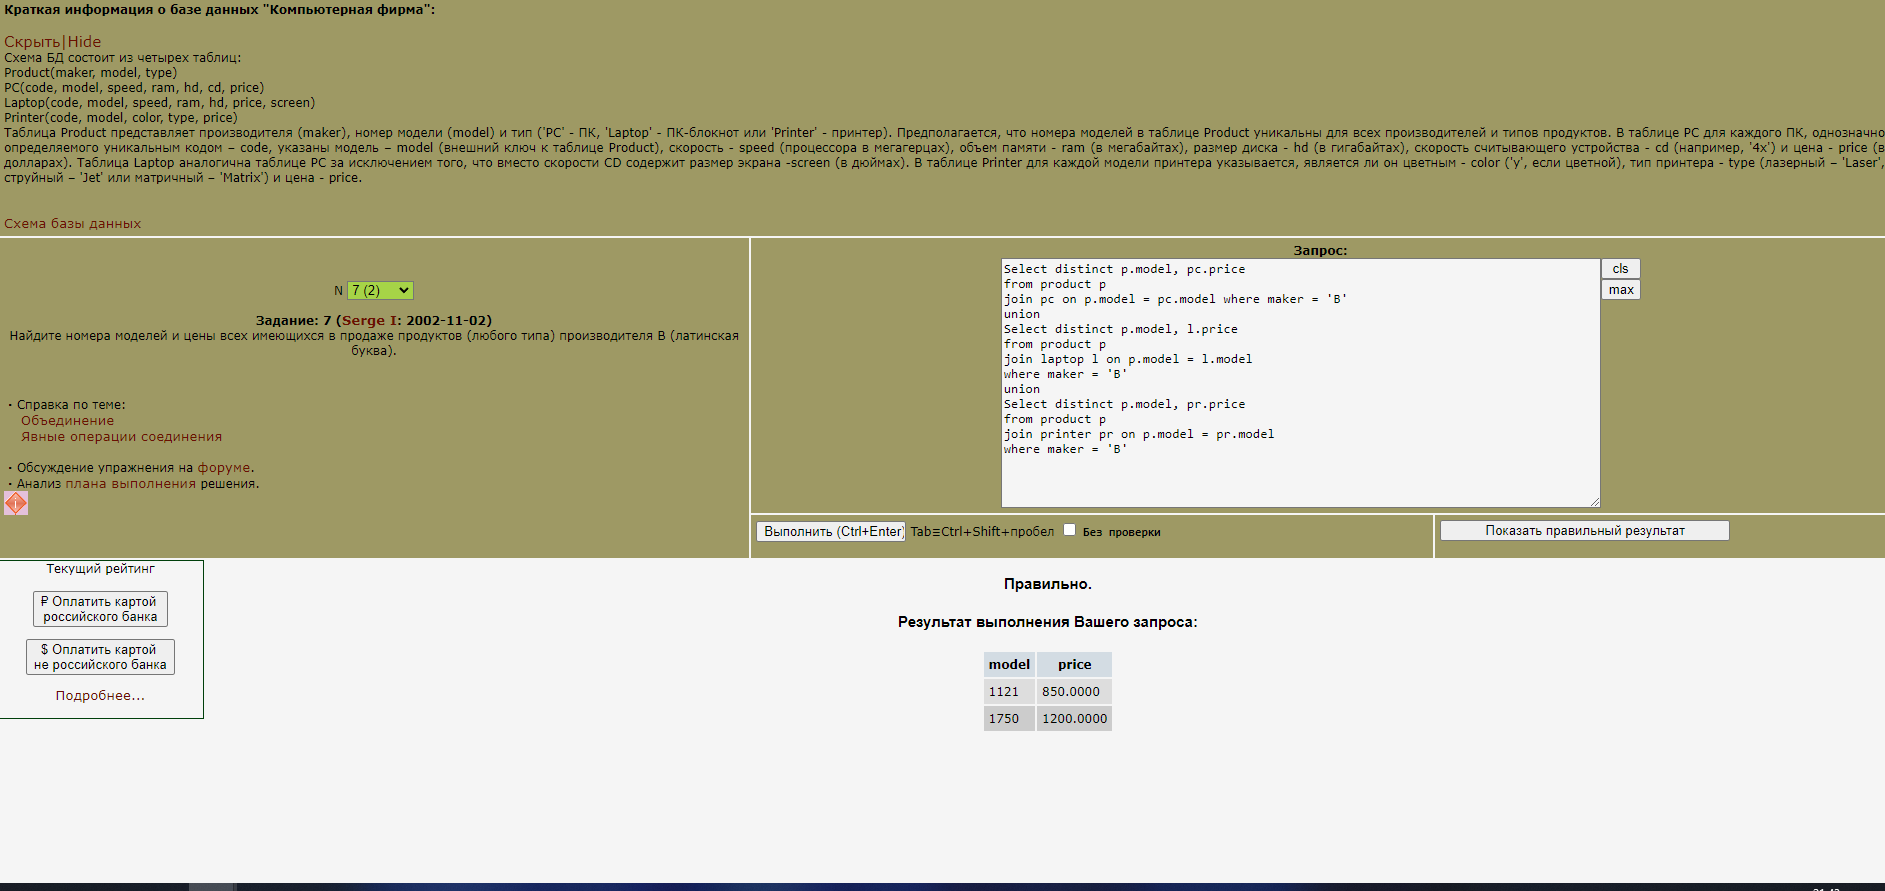 Краткая информация о базе данных "Компьютерная фирма":
Скрыть|Hide
Схема БД состоит из четырех таблиц:
Product(maker, model, type)
PC(code, model, speed, ram, hd, cd, price)
Laptop(code, model, speed, ram, hd, price, screen)
Printer(code, model, color, type, price)
Таблица Product представляет производителя (maker), номер модели (model) и тип ('PC' - ПК, 'Laptop' - ПК-блокнот или 'Printer' - принтер). Предполагается, что номера моделей в таблице Product уникальны для всех производителей и типов продуктов. В таблице PC для каждого ПК, однозначно
определяемого уникальным кодом – code, указаны модель – model (внешний ключ к таблице Product), скорость - speed (процессора в мегагерцах), объем памяти - ram (в мегабайтах), размер диска - hd (в гигабайтах), скорость считывающего устройства - cd (например, '4x') и цена - price (в
долларах). Таблица Laptop аналогична таблице РС за исключением того, что вместо скорости CD содержит размер экрана -screen (в дюймах). В таблице Printer для каждой модели принтера указывается, является ли он цветным - color ('y', если цветной), тип принтера - type (лазерный – 'Laser',
струйный – 'Jet' или матричный – 'Matrix') и цена - price.
Схема базы данных
N 7 (2)
Задание: 7 (Serge I: 2002-11-02)
Найдите номера моделей и цены всех имеющихся в продаже продуктов (любого типа) производителя B (латинская
буква).
· Справка по теме:
Объединение
Явные операции соединения
· Обсуждение упражнения на форуме.
· Анализ плана выполнения решения.
Запрос:
Select distinct p.model, pc.price
from product p
join pc on p.model = pc.model where maker = 'B'
union
Select distinct p.model, l.price
from product p
join laptop l on p.model = l.model
where maker = 'B'
union
Select distinct p.model, pr.price
from product p
join printer pr on p.model = pr.model
where maker = 'B'
cls
max
Выполнить (Ctrl+Enter) Tab≡Ctrl+Shift+пробел Без проверки
Показать правильный результат
Текущий рейтинг
₽ Оплатить картой
российского банка
$ Оплатить картой
не российского банка
Подробнее...
Правильно.
Результат выполнения Вашего запроса:
model price
1121 850.0000
1750 1200.0000